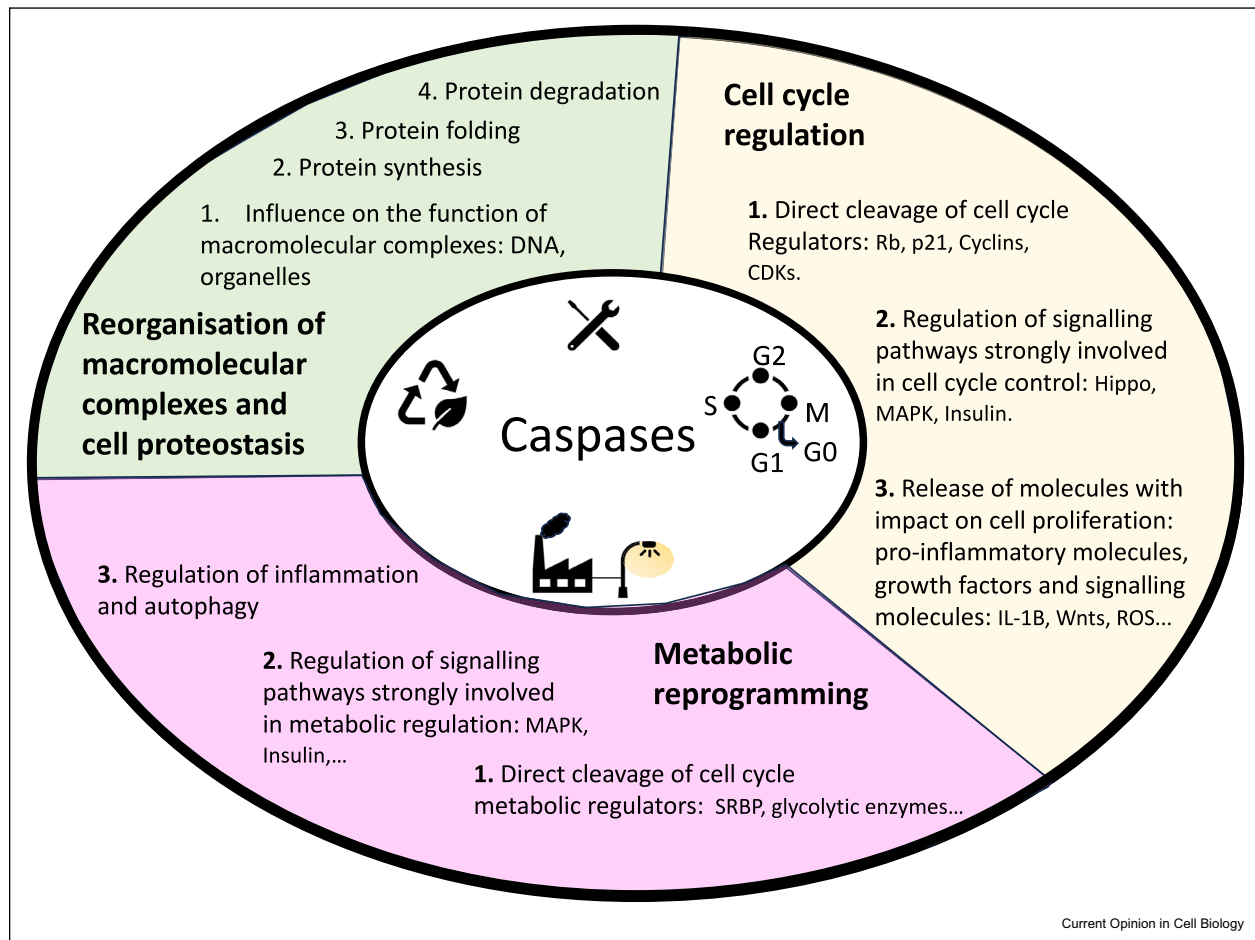 4. Protein degradation
3. Protein folding
2. Protein synthesis
1. Influence on the function of
macromolecular complexes: DNA,
organelles
Reorganisation of
macromolecular
complexes and
cell proteostasis
Cell cycle
regulation
1. Direct cleavage of cell cycle
Regulators: Rb, p21, Cyclins,
CDKs.
2. Regulation of signalling
pathways strongly involved
in cell cycle control: Hippo,
MAPK, Insulin.
3. Release of molecules with
impact on cell proliferation:
pro-inflammatory molecules,
growth factors and signalling
molecules: IL-1B, Wnts, ROS...
Caspases
G2
S
M
G1
G0
3. Regulation of inflammation
and autophagy
2. Regulation of signalling
pathways strongly involved
in metabolic regulation: MAPK,
Insulin,...
Metabolic
reprogramming
1. Direct cleavage of cell cycle
metabolic regulators: SRBP, glycolytic enzymes...
Current Opinion in Cell Biology